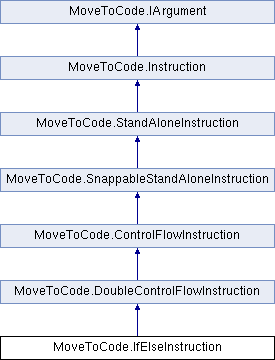 MoveToCode.IArgument
MoveToCode.Instruction
MoveToCode.StandAloneInstruction
MoveToCode.SnappableStandAloneInstruction
MoveToCode.ControlFlowInstruction
MoveToCode.DoubleControlFlowInstruction
MoveToCode.IfElseInstruction